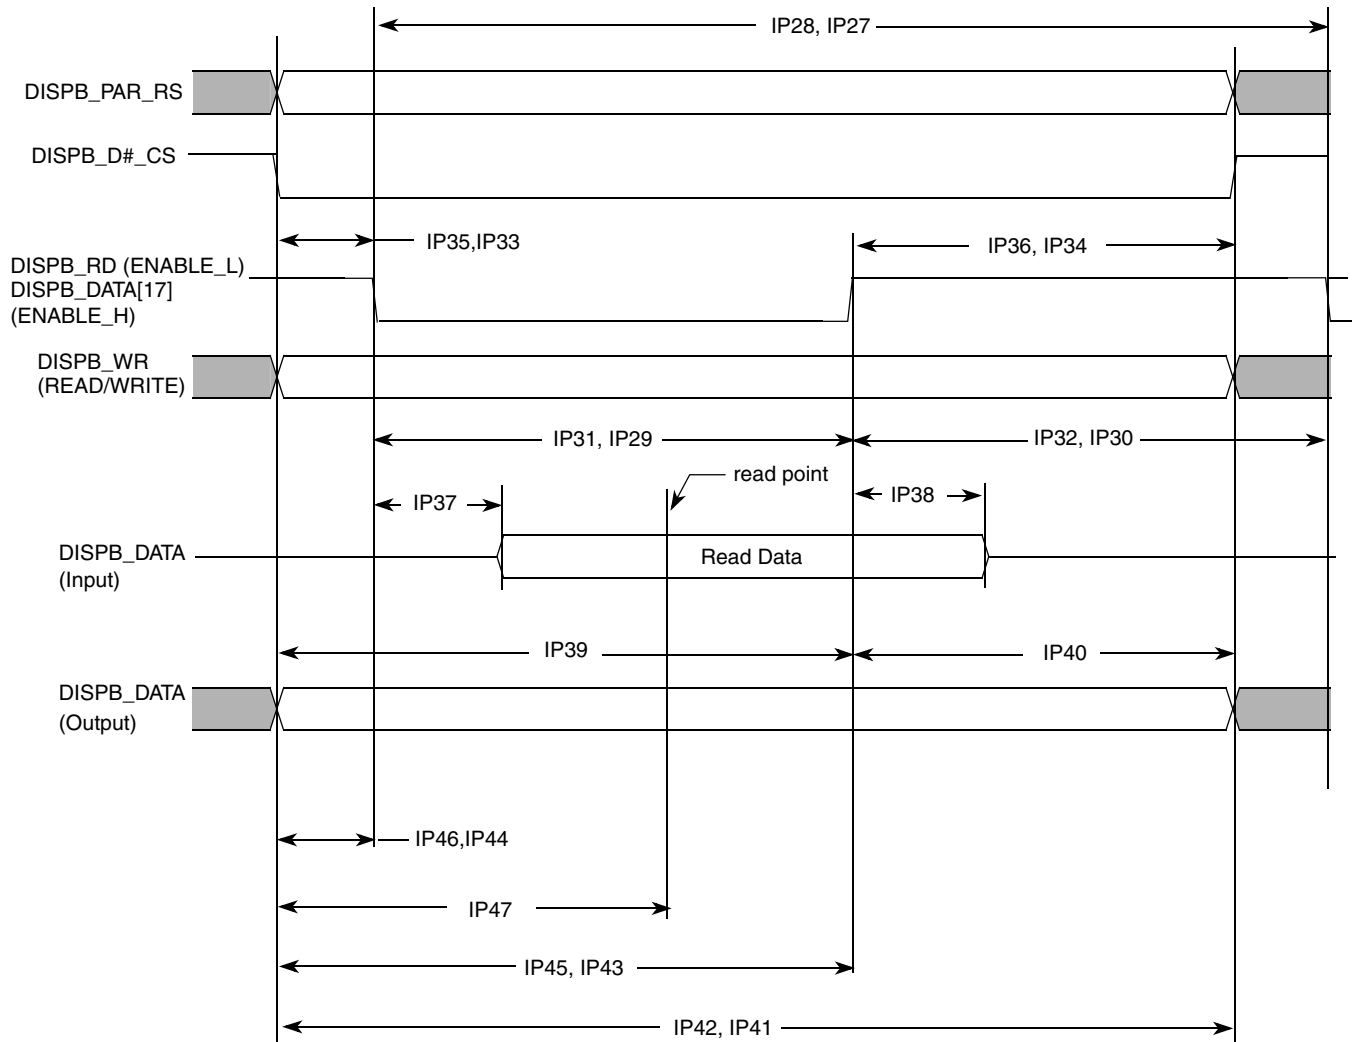 IP28, IP27
DISPB_PAR_RS
DISPB_D#_CS
IP35,IP33
IP36, IP34
DISPB_RD (ENABLE_L)
DISPB_DATA[17]
(ENABLE_H)
DISPB_WR
(READ/WRITE)
IP31, IP29
IP32, IP30
read point
IP37
IP38
DISPB_DATA
(Input)
Read Data
IP39
IP40
DISPB_DATA
(Output)
IP46,IP44
IP47
IP45, IP43
IP42, IP41